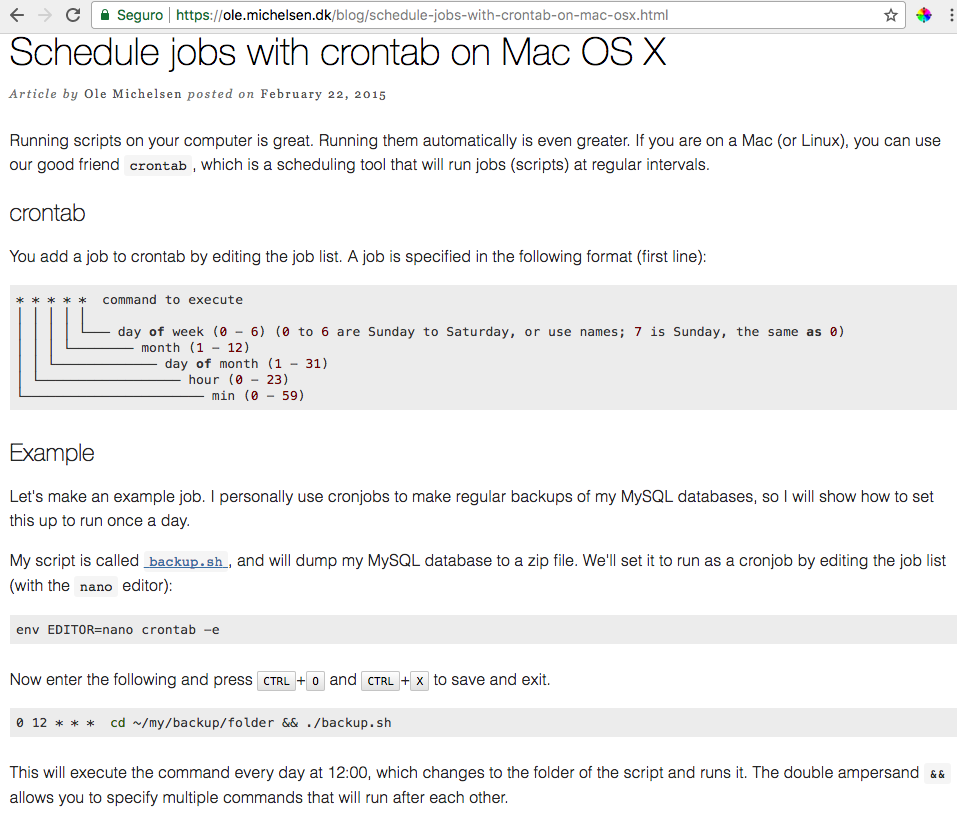 Seguro | https://ole.michelsen.dk/blog/schedule-jobs-with-crontab-on-mac-osx.html
Schedule jobs with crontab on Mac OS X
Article by Ole Michelsen posted on February 22, 2015
Running scripts on your computer is great. Running them automatically is even greater. If you are on a Mac (or Linux), you can use
our good friend crontab, which is a scheduling tool that will run jobs (scripts) at regular intervals.
crontab
You add a job to crontab by editing the job list. A job is specified in the following format (first line):
* * * * *  command to execute
day of week (0 – 6) (0 to 6 are Sunday to Saturday, or use names; 7 is Sunday, the same as 0)
month (1 – 12)
day of month (1 – 31)
hour (0 – 23)
min (0 – 59)
Example
Let's make an example job. I personally use cronjobs to make regular backups of my MySQL databases, so I will show how to set
this up to run once a day.
My script is called backup.sh, and will dump my MySQL database to a zip file. We'll set it to run as a cronjob by editing the job list
(with the nano editor):
env EDITOR=nano crontab –e
Now enter the following and press CTRL+O and CTRL+X to save and exit.
0 12 * * *  cd ~/my/backup/folder && ./backup.sh
This will execute the command every day at 12:00, which changes to the folder of the script and runs it. The double ampersand &&
allows you to specify multiple commands that will run after each other.